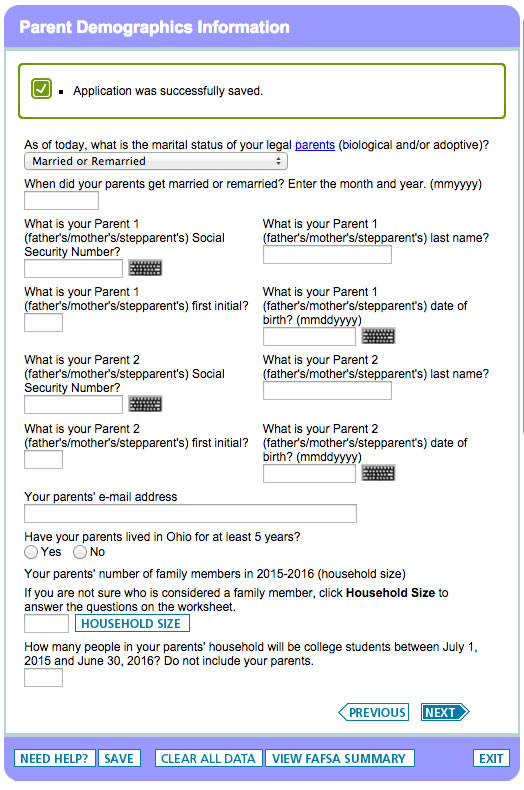 Parent Demographics Information
Application was successfully saved.
As of today, what is the marital status of your legal parents (biological and/or adoptive)?
Married or Remarried
When did your parents get married or remarried? Enter the month and year. (mmyyyy)
What is your Parent 1
(father's/mother's/stepparent's) Social
Security Number?
What is your Parent 1
(father's/mother's/stepparent's) last name?
What is your Parent 1
(father's/mother's/stepparent's) first initial?
What is your Parent 1
(father's/mother's/stepparent's) date of
birth? (mmddyyyy)
What is your Parent 2
(father's/mother's/stepparent's) Social
Security Number?
What is your Parent 2
(father's/mother's/stepparent's) last name?
What is your Parent 2
(father's/mother's/stepparent's) first initial?
What is your Parent 2
(father's/mother's/stepparent's) date of
birth? (mmddyyyy)
Your parents' e-mail address
Have your parents lived in Ohio for at least 5 years?
Yes No
Your parents' number of family members in 2015-2016 (household size)
If you are not sure who is considered a family member, click Household Size to
answer the questions on the worksheet.
HOUSEHOLD SIZE
How many people in your parents' household will be college students between July 1,
2015 and June 30, 2016? Do not include your parents.
PREVIOUS NEXT
NEED HELP? SAVE CLEAR ALL DATA VIEW FAFSA SUMMARY EXIT